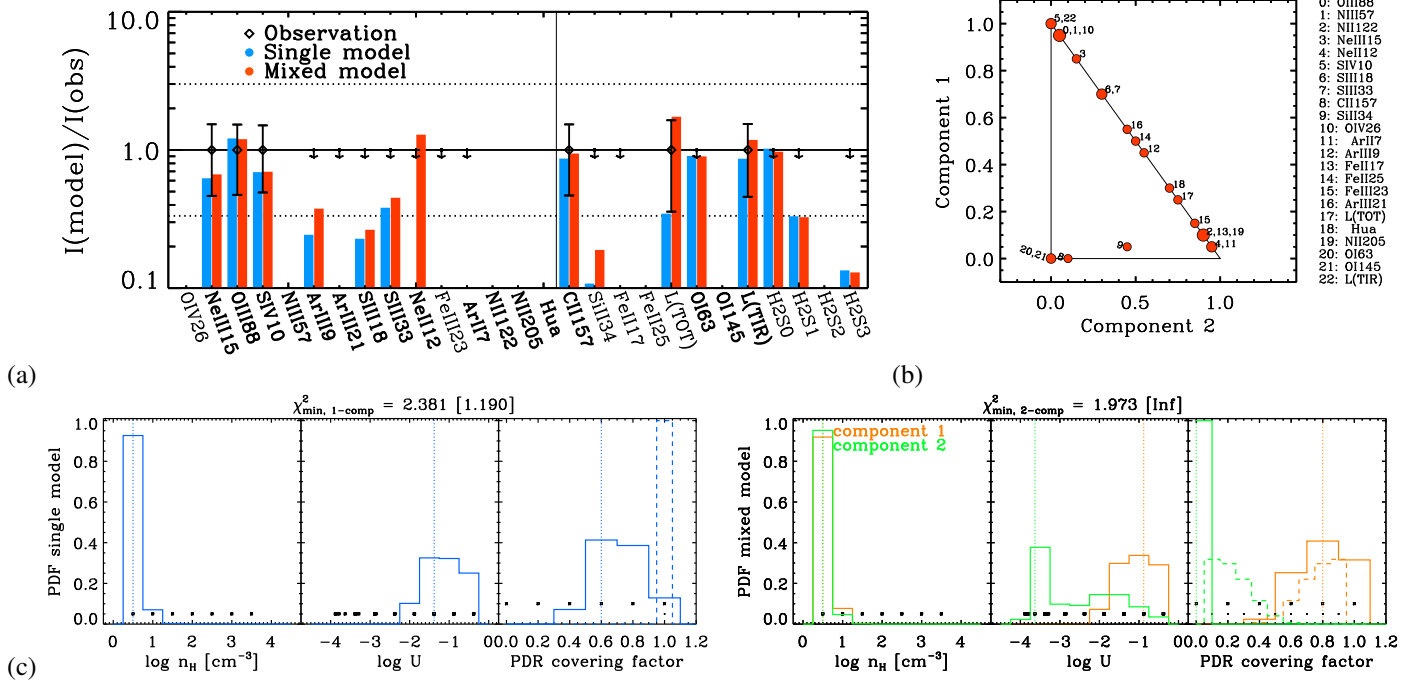 10.0
1.0
0.1
I(model)/I(obs)
Observation
Single model
Mixed model
OIV26
NeIII15
OIII88
SIV10
NIII57
ArIII9
ArIII21
SIII18
SIII33
NeII12
FeIII23
ArII7
NII122
NII205
Hua
CII157
SiII34
FeII17
FeII25
L(TOT)
OI63
OI145
L(TIR)
H2S0
H2S1
H2S2
H2S3
(a)
1.0
0.8
0.6
0.4
0.2
0.0
Component 1
5,22
0,1,10
3
6,7
16
14
12
18
17
15
2,13,19
4,11
9
20,21
8
0.0 0.5 1.0
Component 2
0: OIII88
1: NIII57
2: NII122
3: NeIII15
4: NeII12
5: SIV10
6: SIII18
7: SIII33
8: CII157
9: SiII34
10: OIV26
11: ArII7
12: ArIII9
13: FeII17
14: FeII25
15: FeIII23
16: ArIII21
17: L(TOT)
18: Hua
19: NII205
20: OI63
21: OI145
22: L(TIR)
(b)
χ²min, 1-comp = 2.381 [1.190]
1.0
0.8
0.6
0.4
0.2
0.0
PDF single model
0 1 2 3 4
log nH [cm⁻³]
−4 −3 −2 −1
log U
0.0 0.2 0.4 0.6 0.8 1.0 1.2
PDR covering factor
χ²min, 2-comp = 1.973 [Inf]
1.0
0.8
0.6
0.4
0.2
0.0
PDF mixed model
component 1
component 2
0 1 2 3 4
log nH [cm⁻³]
−4 −3 −2 −1
log U
0.0 0.2 0.4 0.6 0.8 1.0 1.2
PDR covering factor
(c)